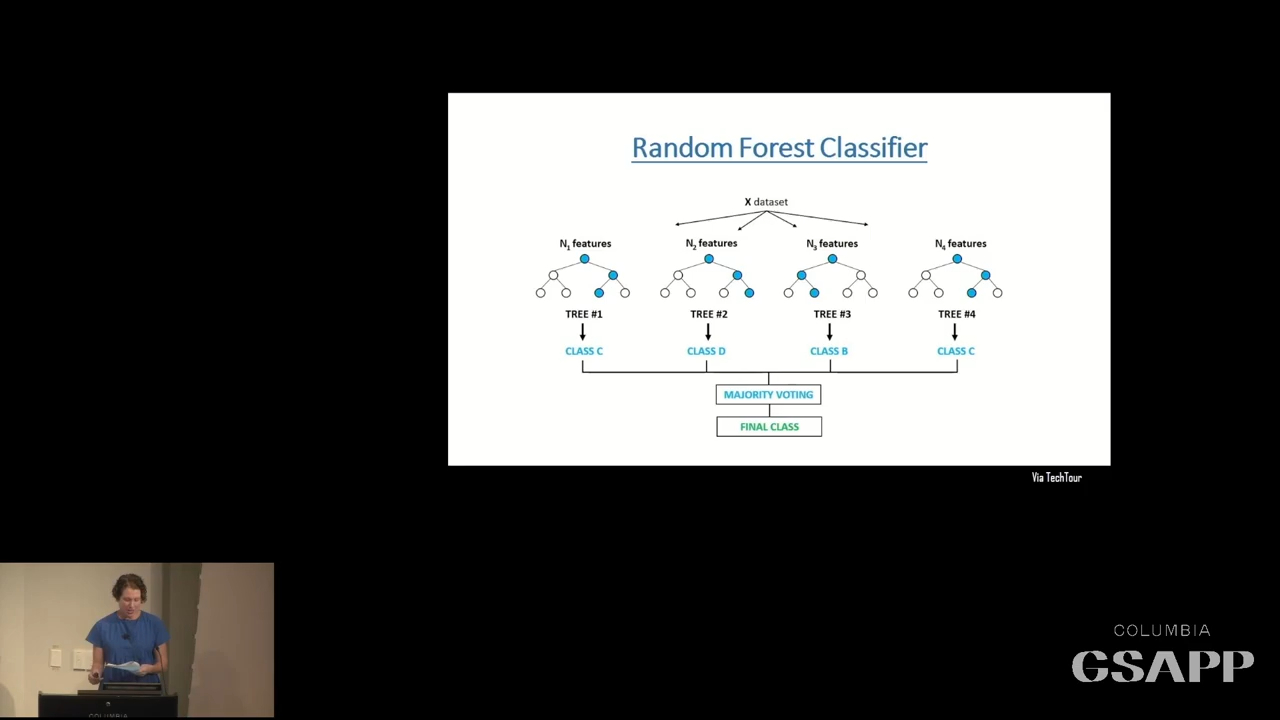 Random Forest Classifier
X dataset
N1 features N2 features N3 features N4 features
TREE #1 TREE #2 TREE #3 TREE #4
CLASS C CLASS D CLASS B CLASS C
MAJORITY VOTING
FINAL CLASS
Via TechTour
COLUMBIA
GSAPP
COLUMBIA